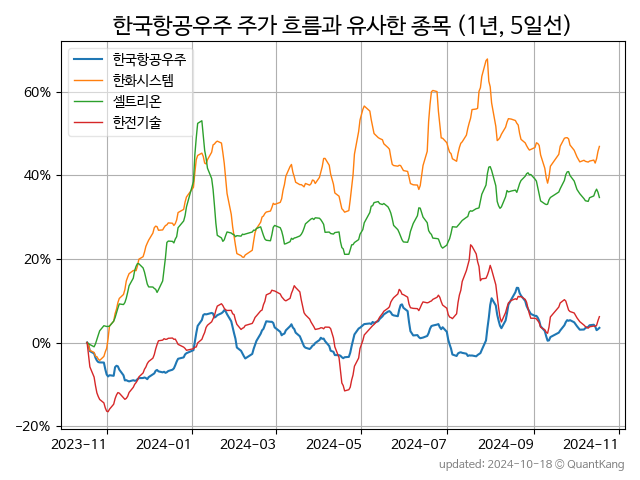 한국항공우주 주가 흐름과 유사한 종목 (1년, 5일선)
한국항공우주
한화시스템
셀트리온
한전기술
60%
40%
20%
0%
−20%
2023-11 2024-01 2024-03 2024-05 2024-07 2024-09 2024-11
updated: 2024-10-18 © QuantKang